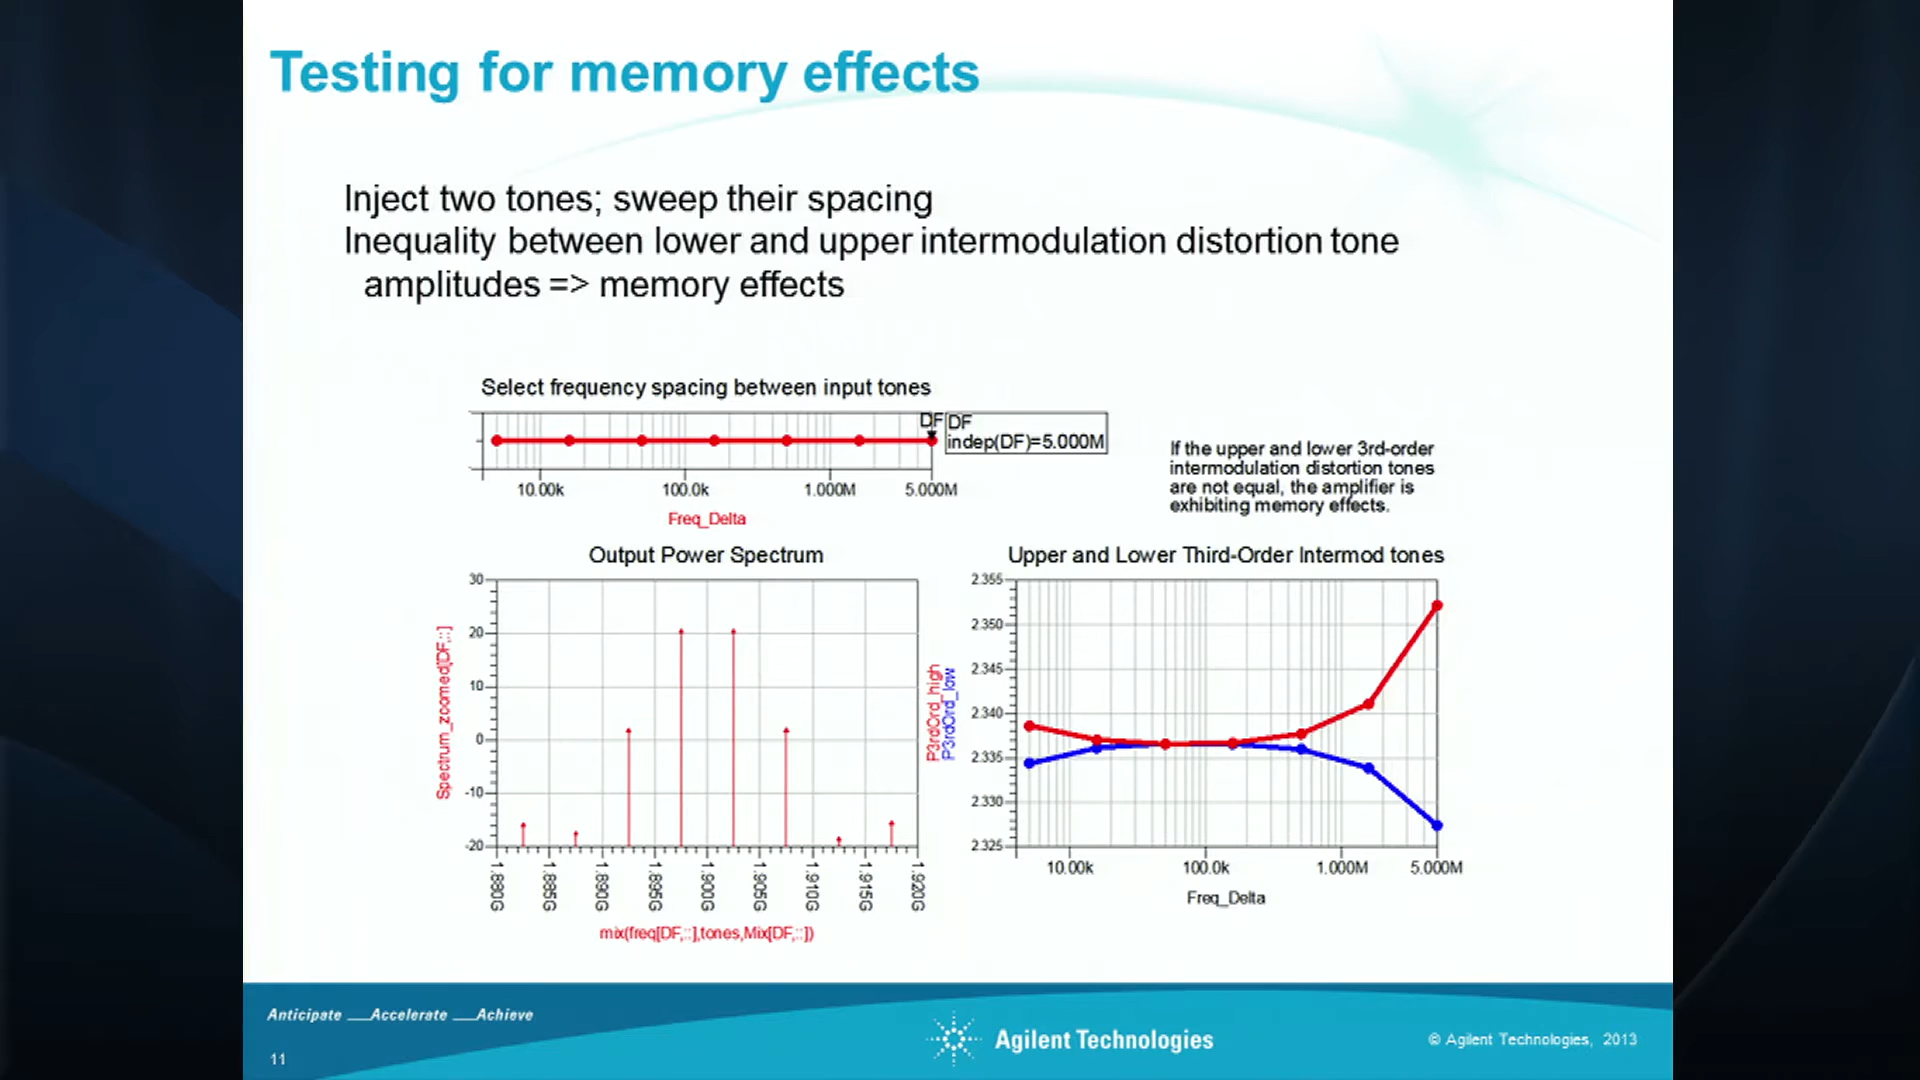 Testing for memory effects
Inject two tones; sweep their spacing
Inequality between lower and upper intermodulation distortion tone
amplitudes => memory effects
Select frequency spacing between input tones
DF
DF
indep(DF)=5.000M
10.00k 100.0k 1.000M 5.000M
Freq_Delta
If the upper and lower 3rd-order
intermodulation distortion tones
are not equal, the amplifier is
exhibiting memory effects.
Output Power Spectrum
30
20
10
0
-10
-20
Spectrum_zoomed[DF,::]
1.880G 1.885G 1.890G 1.895G 1.900G 1.905G 1.910G 1.915G 1.920G
mix(freq[DF,::],tones,Mix[DF,::])
Upper and Lower Third-Order Intermod tones
2.355
2.350
2.345
2.340
2.335
2.330
2.325
P3rdOrd_high
P3rdOrd_low
10.00k 100.0k 1.000M 5.000M
Freq_Delta
Anticipate __Accelerate __Achieve
11
Agilent Technologies
© Agilent Technologies, 2013